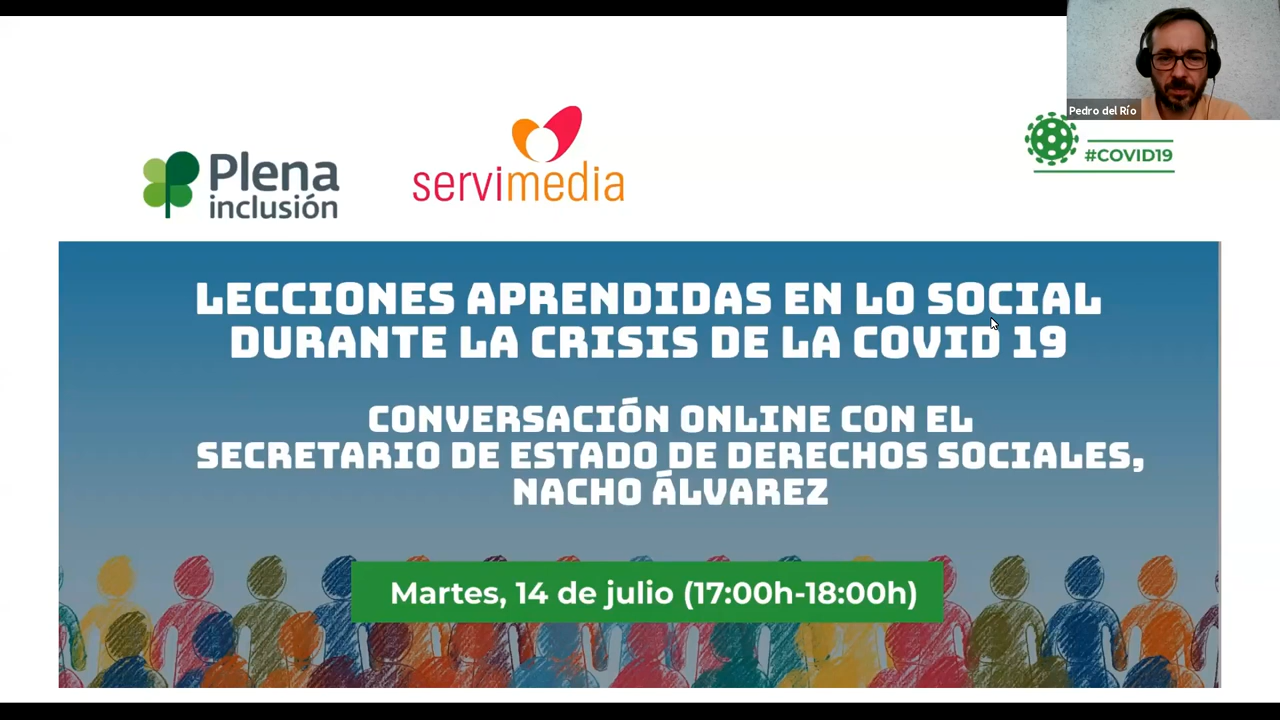 Pedro del Río
Plena
inclusión
servimedia
#COVID19
LECCIONES APRENDIDAS EN LO SOCIAL
DURANTE LA CRISIS DE LA COVID 19
CONVERSACIÓN ONLINE CON EL
SECRETARIO DE ESTADO DE DERECHOS SOCIALES,
NACHO ÁLVAREZ
Martes, 14 de julio (17:00h-18:00h)